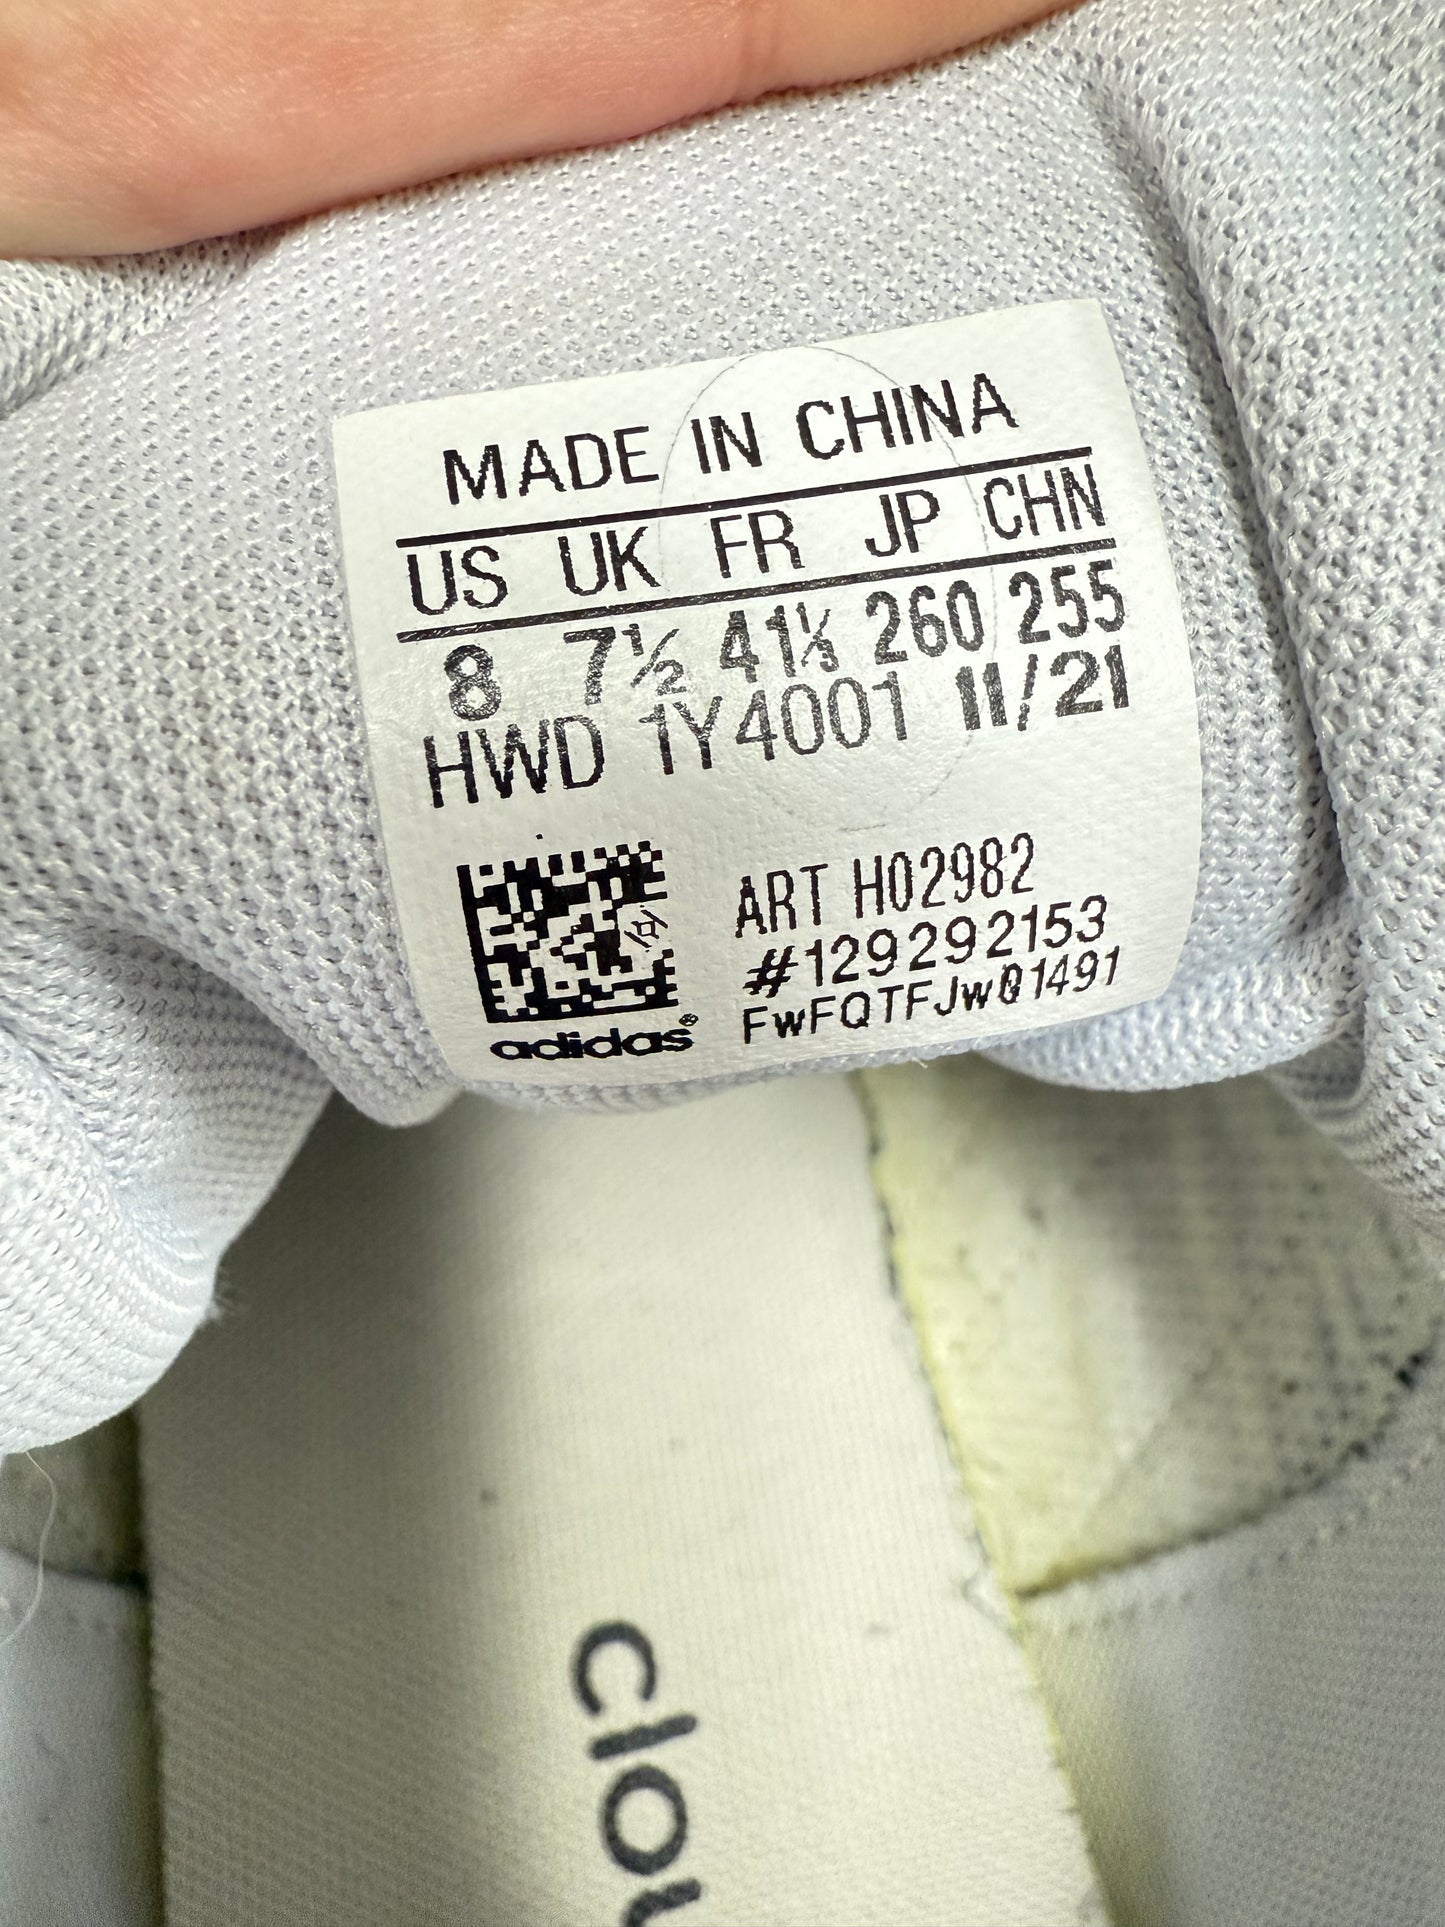 MADE IN CHINA
US UK FR JP CHN
8 7½ 41⅓ 260 255
HWD 1Y4001 11/21
ART H02982
#129292153
FwFQTFJwQ1491
adidas®
clou